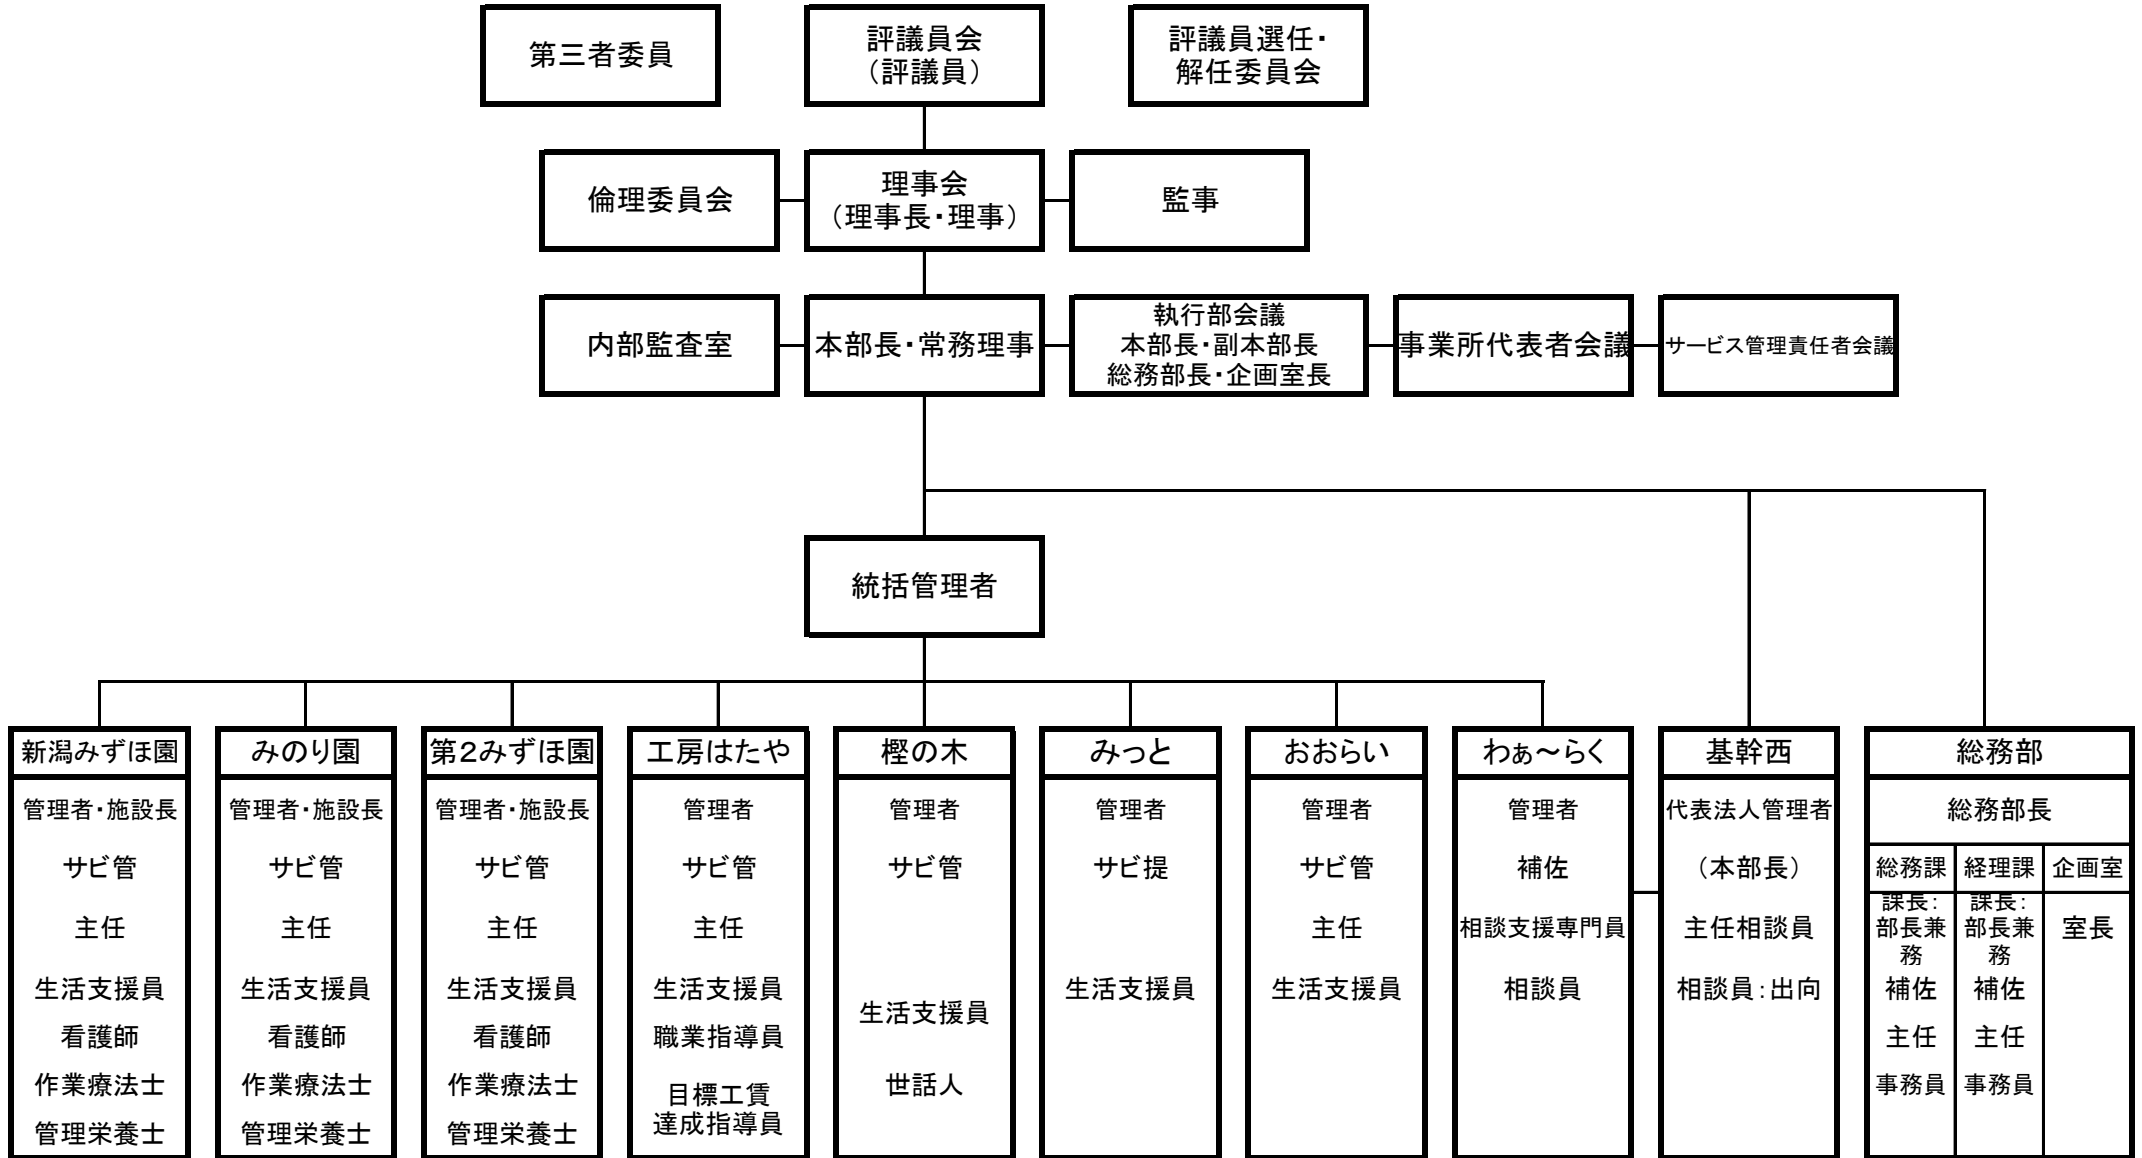 第三者委員
評議員会
（評議員）
評議員選任・
解任委員会
倫理委員会
理事会
（理事長・理事）
監事
内部監査室
本部長・常務理事
執行部会議
本部長・副本部長
総務部長・企画室長
事業所代表者会議
サービス管理責任者会議
統括管理者
新潟みずほ園
管理者・施設長
サビ管
主任
生活支援員
看護師
作業療法士
管理栄養士
みのり園
管理者・施設長
サビ管
主任
生活支援員
看護師
作業療法士
管理栄養士
第２みずほ園
管理者・施設長
サビ管
主任
生活支援員
看護師
作業療法士
管理栄養士
工房はたや
管理者
サビ管
主任
生活支援員
職業指導員
目標工賃
達成指導員
樫の木
管理者
サビ管
生活支援員
世話人
みっと
管理者
サビ提
生活支援員
おおらい
管理者
サビ管
主任
生活支援員
わぁ～らく
管理者
補佐
相談支援専門員
相談員
基幹西
代表法人管理者
（本部長）
主任相談員
相談員：出向
総務部
総務部長
総務課
課長：
部長兼
務
補佐
主任
事務員
経理課
課長：
部長兼
務
補佐
主任
事務員
企画室
室長